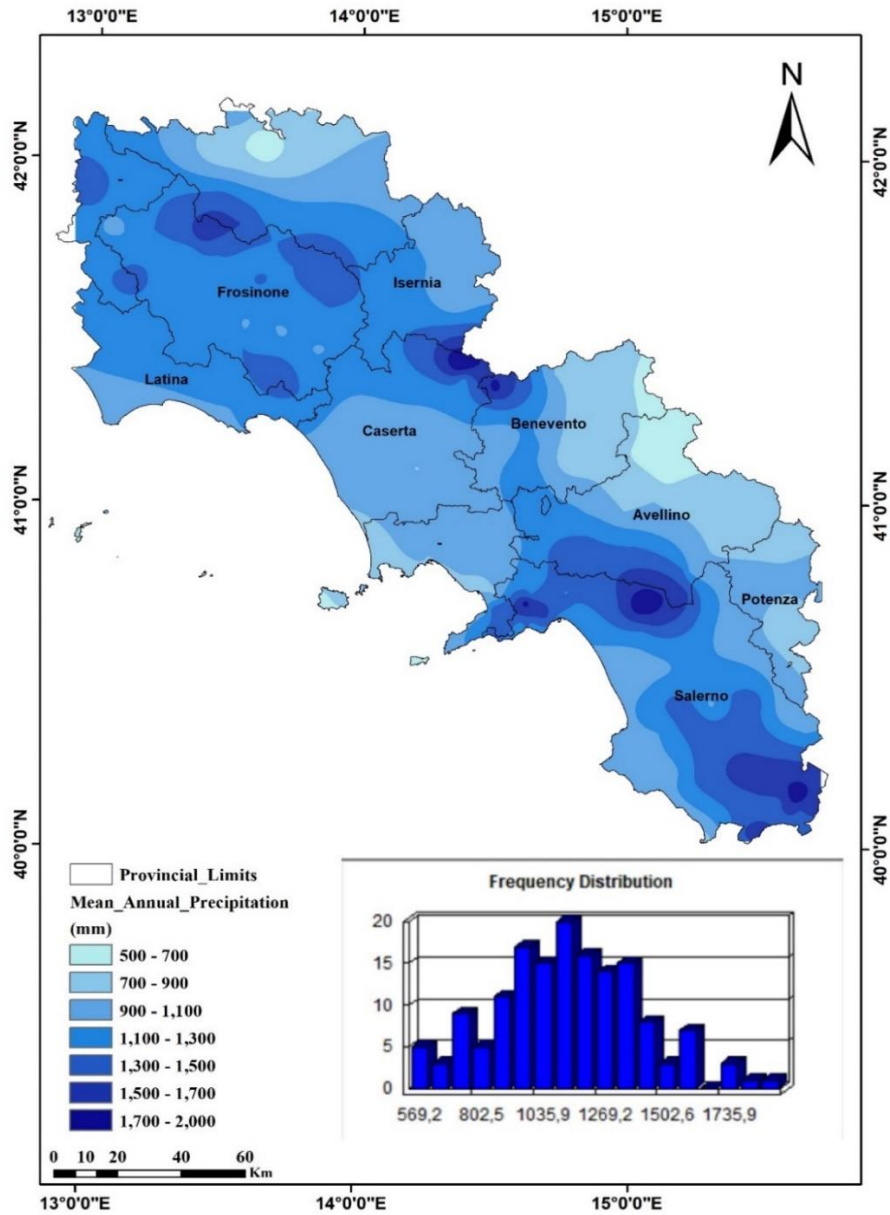 13°0'0"E 14°0'0"E 15°0'0"E
N
42°0'0"N 42°0'0"N
Isernia
Frosinone
Latina
Caserta
Benevento
41°0'0"N 41°0'0"N
Avellino
Potenza
Salerno
40°0'0"N 40°0'0"N
Provincial_Limits
Mean_Annual_Precipitation
(mm)
500 - 700
700 - 900
900 - 1,100
1,100 - 1,300
1,300 - 1,500
1,500 - 1,700
1,700 - 2,000
0 10 20 40 60
Km
Frequency Distribution
20
15
10
5
0
569,2 802,5 1035,9 1269,2 1502,6 1735,9
13°0'0"E 14°0'0"E 15°0'0"E